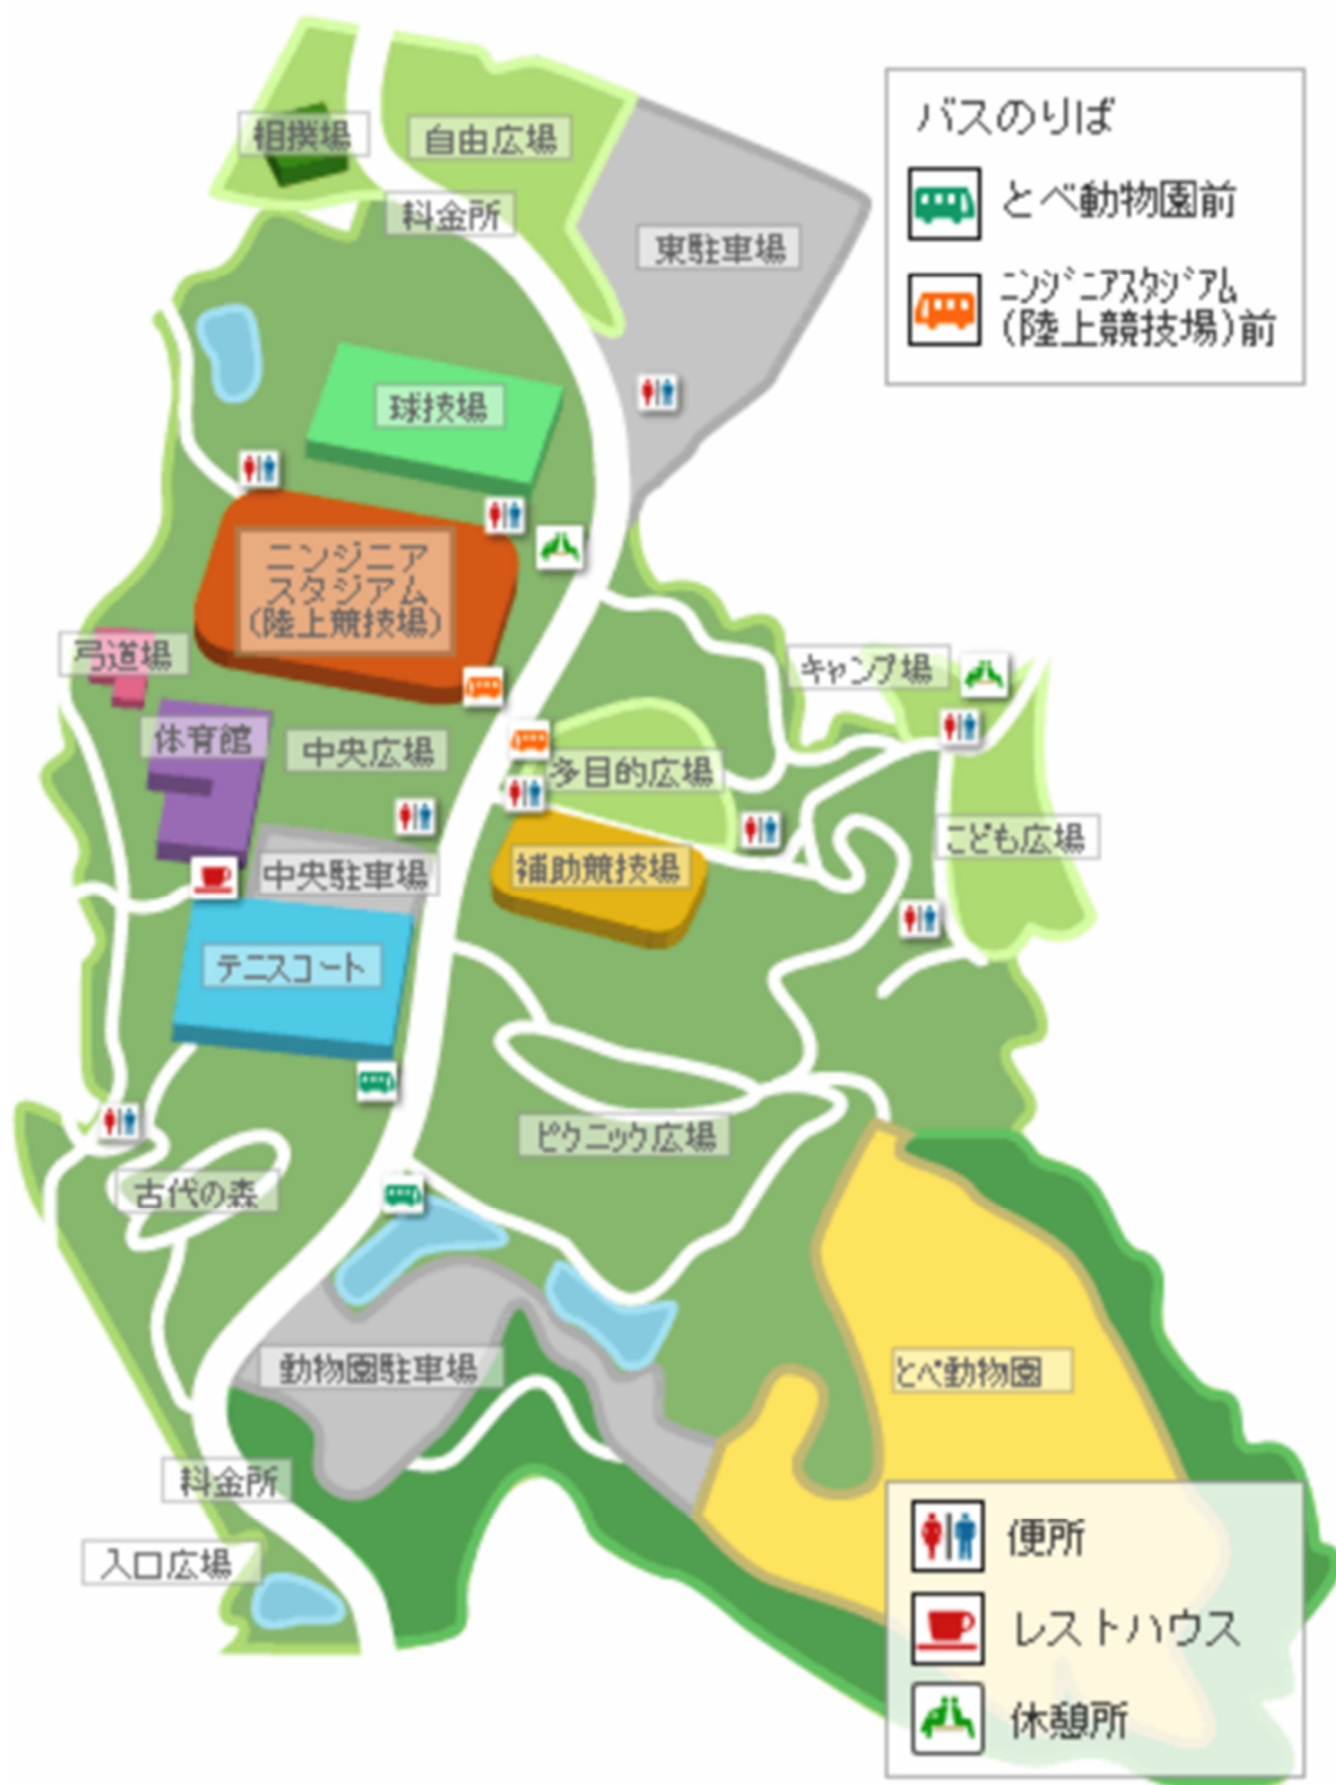 相撲場
自由広場
料金所
東駐車場
バスのりば
とべ動物園前
ニンジニアスタジアム
(陸上競技場)前
球技場
ニンジニア
スタジアム
(陸上競技場)
弓道場
体育館
中央広場
キャンプ場
多目的広場
こども広場
中央駐車場
補助競技場
テニスコート
ピクニック広場
古代の森
動物園駐車場
とべ動物園
料金所
入口広場
便所
レストハウス
休憩所